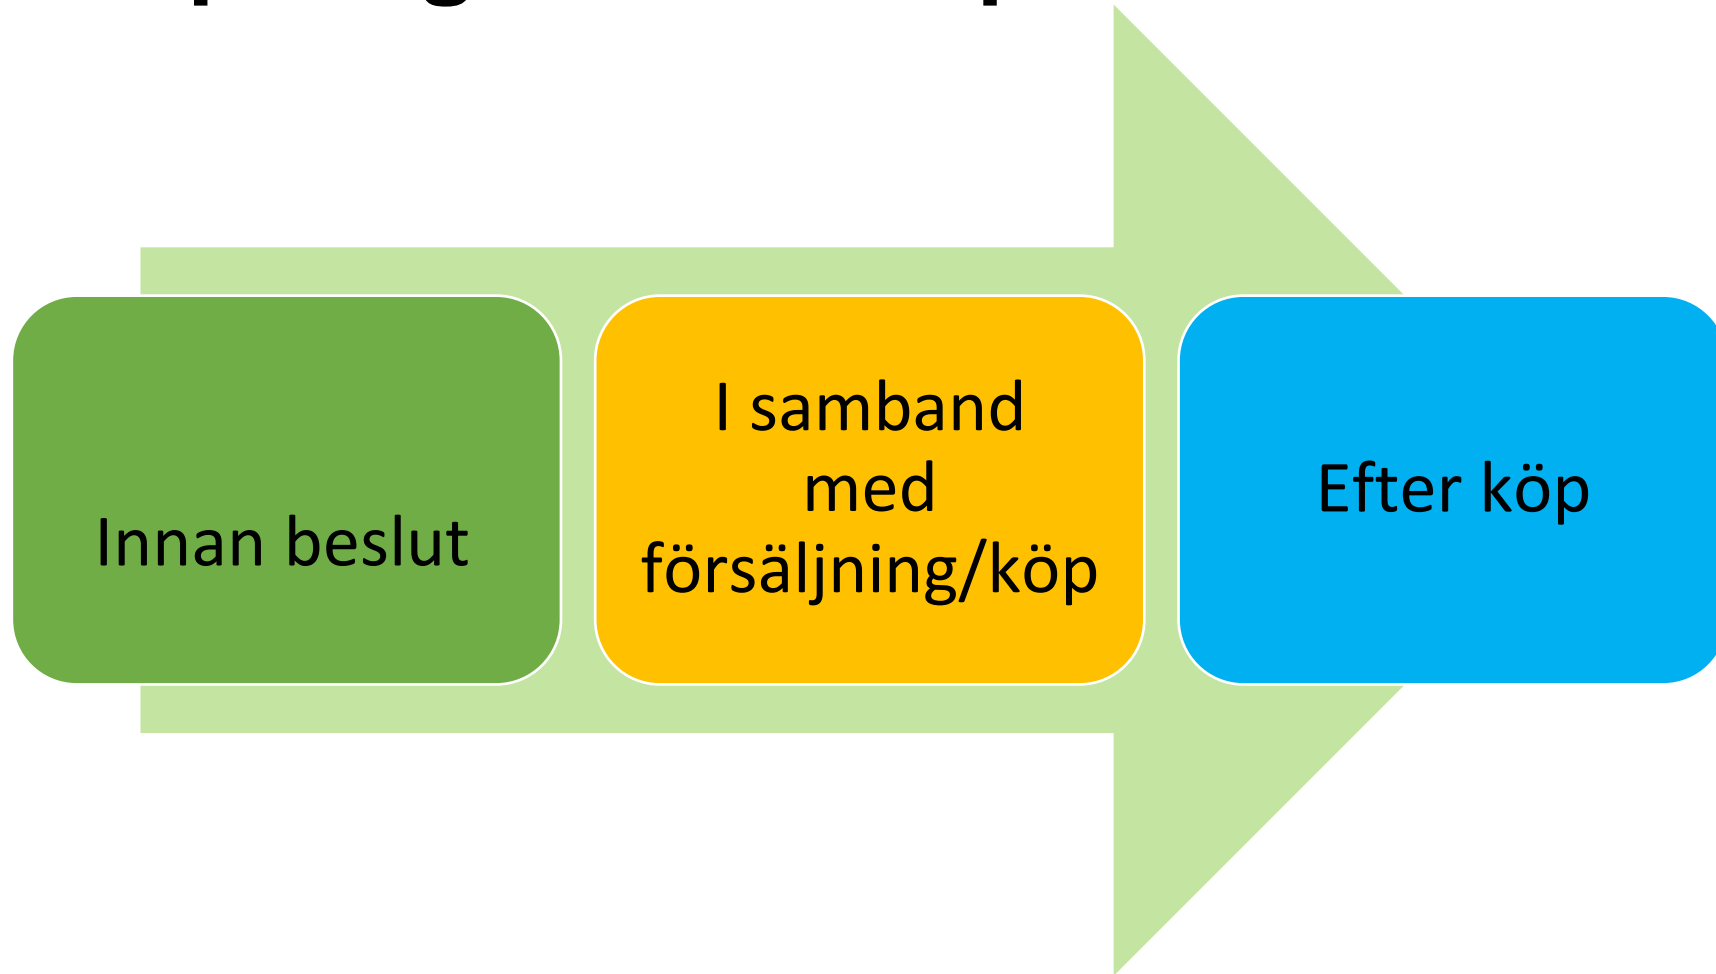 Innan beslut
I samband
med
försäljning/köp
Efter köp